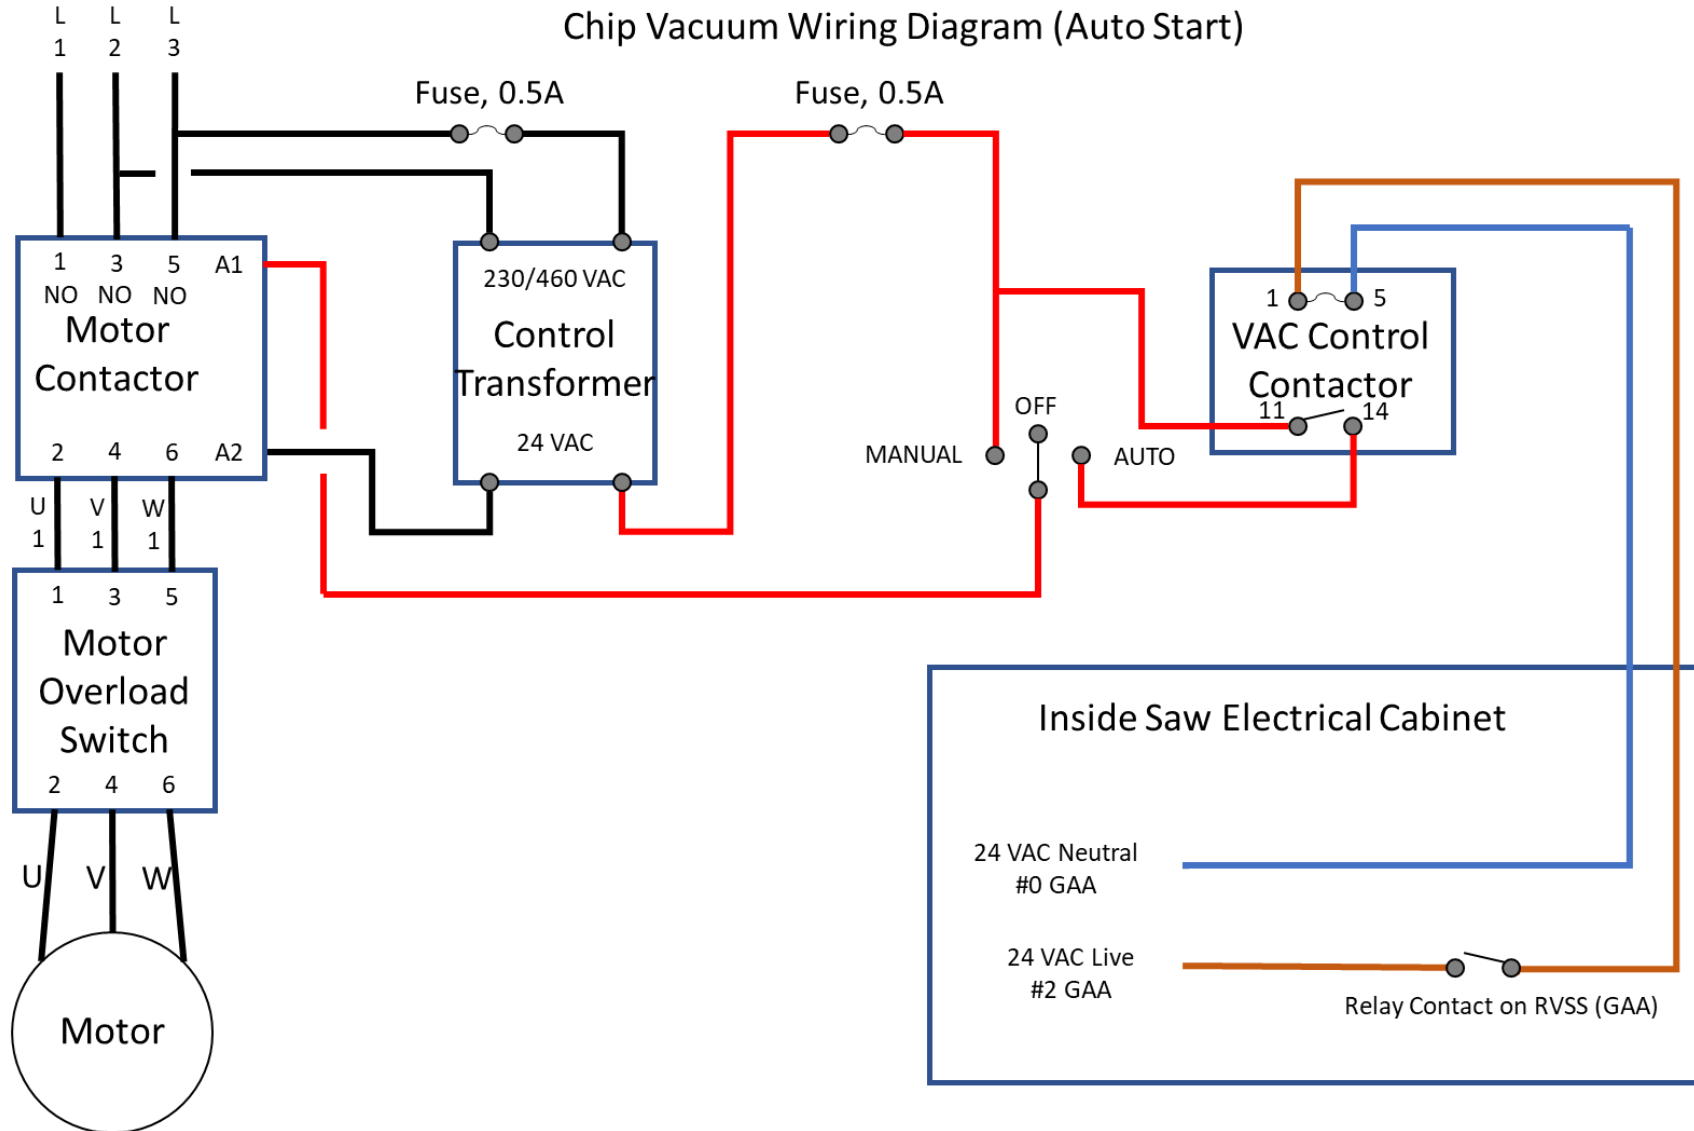 Chip Vacuum Wiring Diagram (Auto Start)
L L L
1 2 3
Fuse, 0.5A
Fuse, 0.5A
1 3 5 A1
NO NO NO
Motor
Contactor
2 4 6 A2
230/460 VAC
Control
Transformer
24 VAC
1 5
VAC Control
Contactor
11 14
OFF
MANUAL
AUTO
U V W
1 1 1
1 3 5
Motor
Overload
Switch
2 4 6
U V W
Motor
Inside Saw Electrical Cabinet
24 VAC Neutral
#0 GAA
24 VAC Live
#2 GAA
Relay Contact on RVSS (GAA)